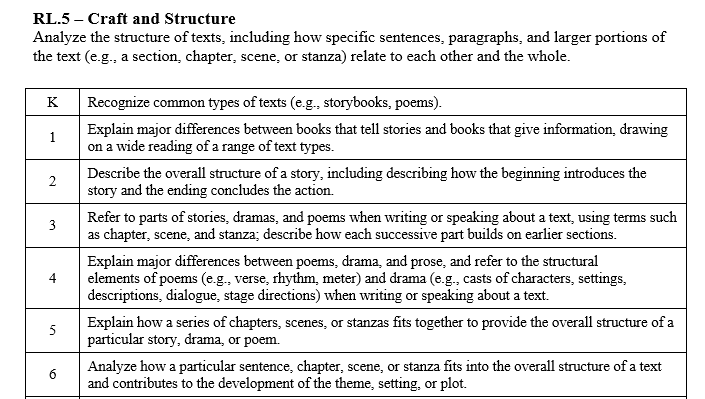 RL.5 – Craft and Structure
Analyze the structure of texts, including how specific sentences, paragraphs, and larger portions of
the text (e.g., a section, chapter, scene, or stanza) relate to each other and the whole.
K
Recognize common types of texts (e.g., storybooks, poems).
1
Explain major differences between books that tell stories and books that give information, drawing
on a wide reading of a range of text types.
2
Describe the overall structure of a story, including describing how the beginning introduces the
story and the ending concludes the action.
3
Refer to parts of stories, dramas, and poems when writing or speaking about a text, using terms such
as chapter, scene, and stanza; describe how each successive part builds on earlier sections.
4
Explain major differences between poems, drama, and prose, and refer to the structural
elements of poems (e.g., verse, rhythm, meter) and drama (e.g., casts of characters, settings,
descriptions, dialogue, stage directions) when writing or speaking about a text.
5
Explain how a series of chapters, scenes, or stanzas fits together to provide the overall structure of a
particular story, drama, or poem.
6
Analyze how a particular sentence, chapter, scene, or stanza fits into the overall structure of a text
and contributes to the development of the theme, setting, or plot.